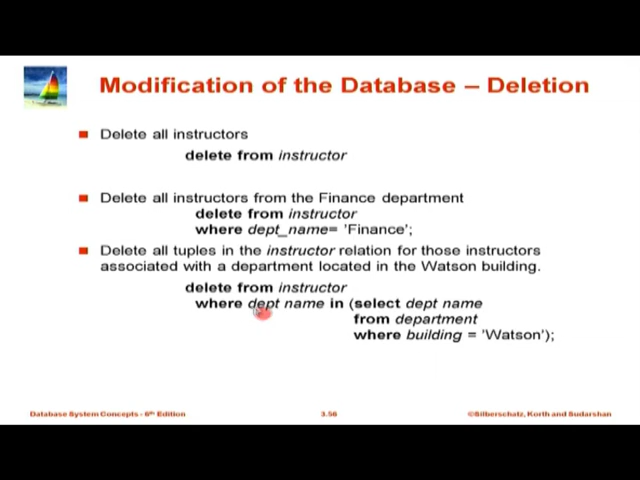 Modification of the Database – Deletion
Delete all instructors
delete from instructor
Delete all instructors from the Finance department
delete from instructor
where dept_name= 'Finance';
Delete all tuples in the instructor relation for those instructors
associated with a department located in the Watson building.
delete from instructor
where dept name in (select dept name
from department
where building = 'Watson');
Database System Concepts - 6th Edition
3.56
©Silberschatz, Korth and Sudarshan